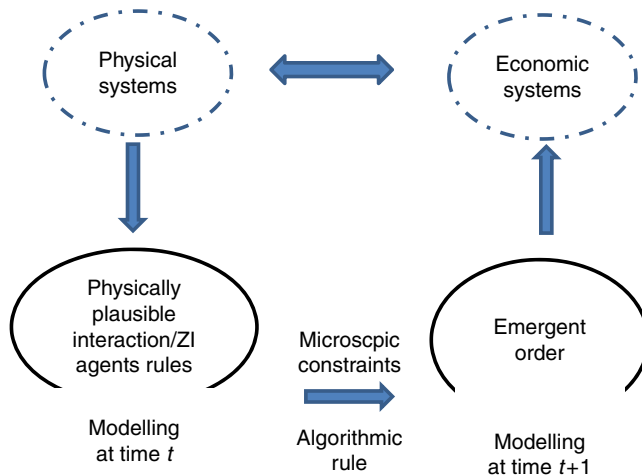 Physical
systems
Economic
systems
Physically
plausible
interaction/ZI
agents rules
Microscpic
constraints
Emergent
order
Modelling
at time t
Algorithmic
rule
Modelling
at time t+1